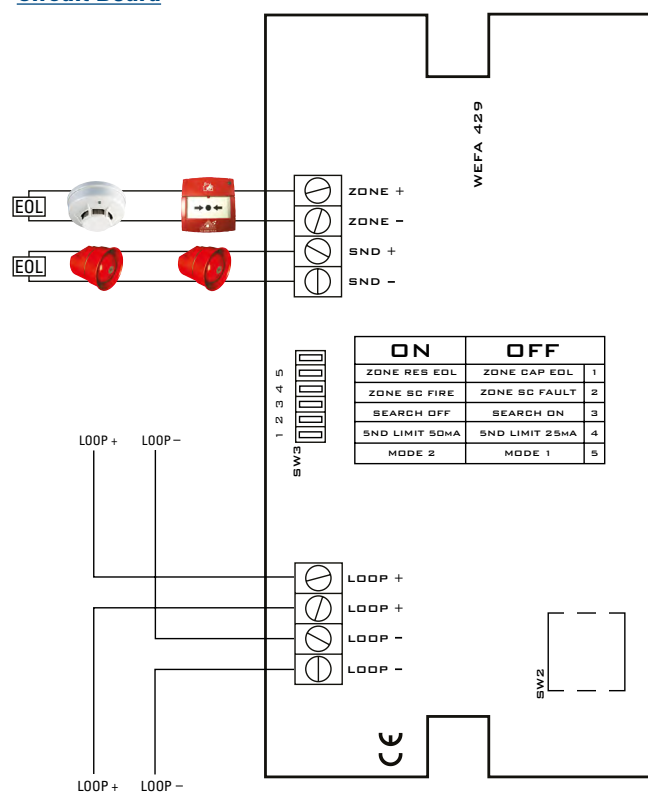 Circuit Board
WEFA 429
EOL
ZONE +
ZONE –
EOL
SND +
SND –
ON OFF
ZONE RES EOL ZONE CAP EOL 1
ZONE SC FIRE ZONE SC FAULT 2
SEARCH OFF SEARCH ON 3
SND LIMIT 50MA SND LIMIT 25MA 4
MODE 2 MODE 1 5
1 2 3 4 5
SW3
LOOP + LOOP –
LOOP +
LOOP +
LOOP –
LOOP –
SW2
CE
LOOP + LOOP –